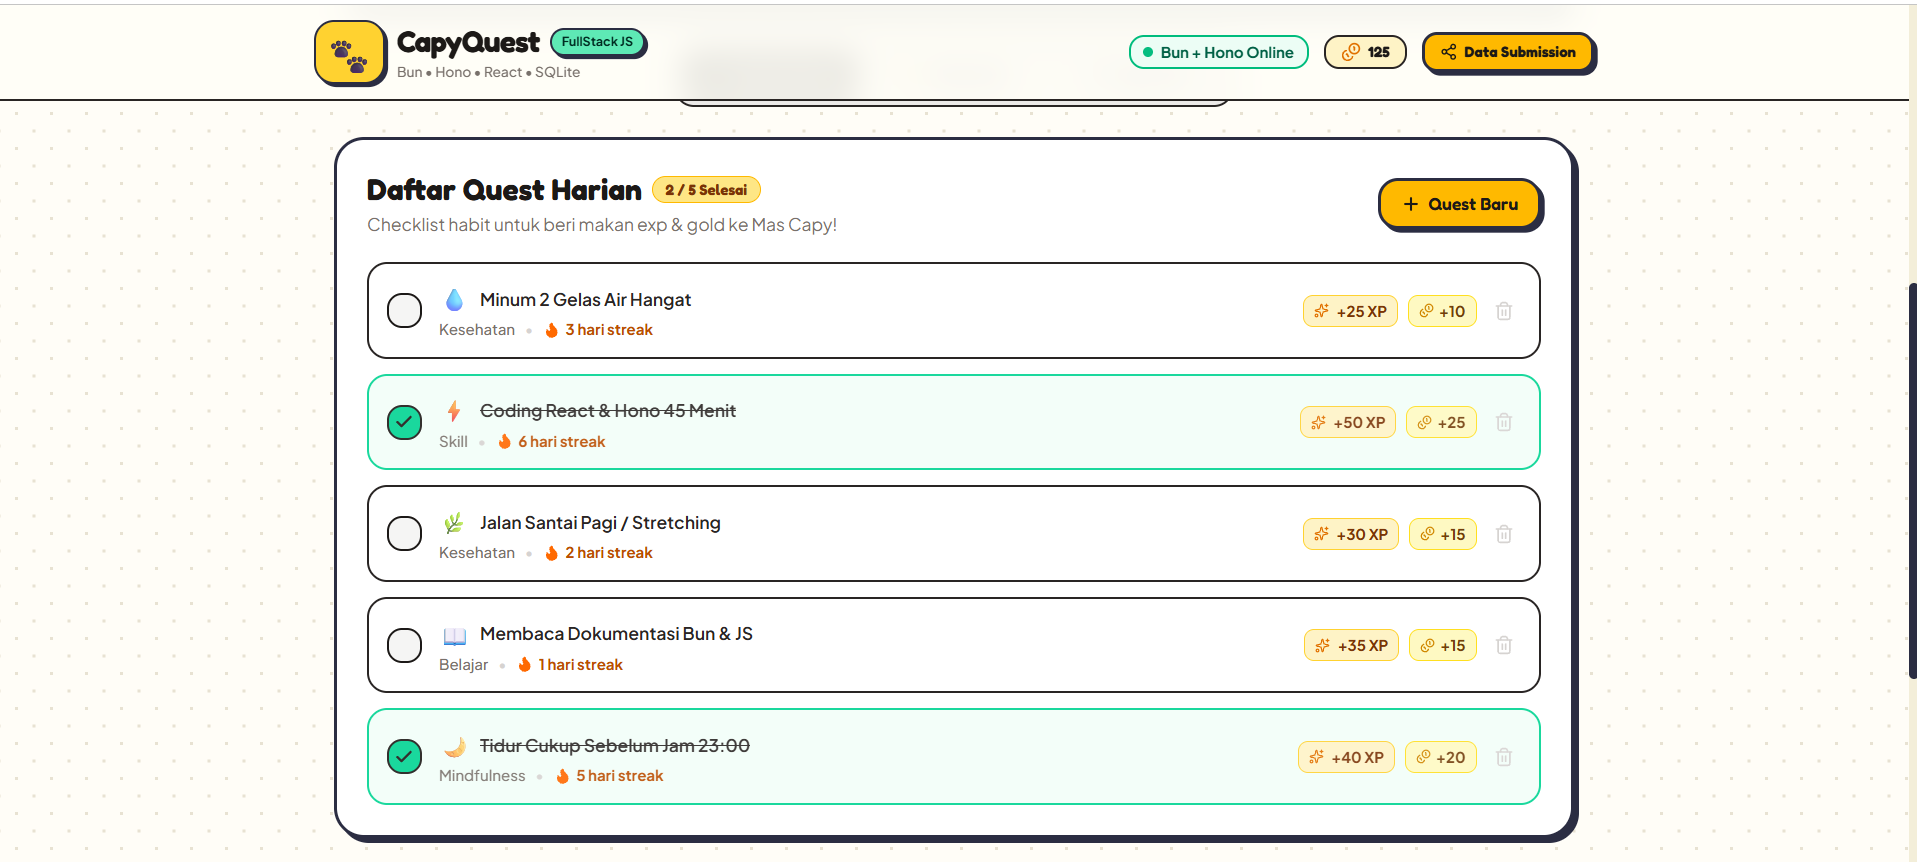 CapyQuest FullStack JS
Bun • Hono • React • SQLite
Bun + Hono Online
125
Data Submission
Daftar Quest Harian 2 / 5 Selesai
Checklist habit untuk beri makan exp & gold ke Mas Capy!
+ Quest Baru
Minum 2 Gelas Air Hangat
Kesehatan • 3 hari streak
+25 XP +10
Coding React & Hono 45 Menit
Skill • 6 hari streak
+50 XP +25
Jalan Santai Pagi / Stretching
Kesehatan • 2 hari streak
+30 XP +15
Membaca Dokumentasi Bun & JS
Belajar • 1 hari streak
+35 XP +15
Tidur Cukup Sebelum Jam 23:00
Mindfulness • 5 hari streak
+40 XP +20